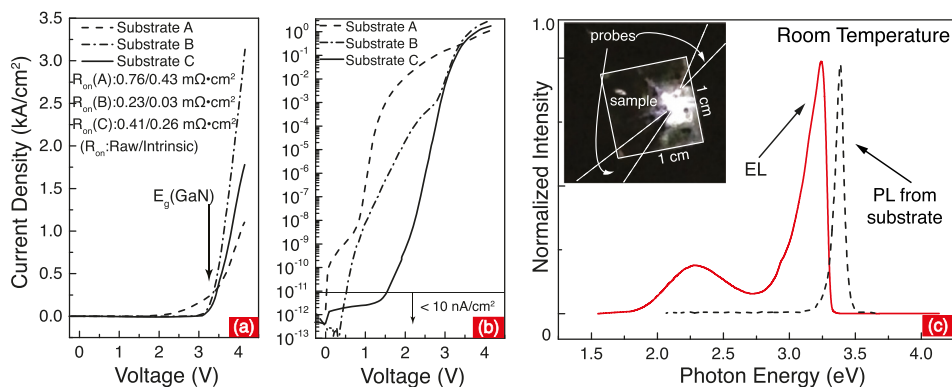 Substrate A
Substrate B
Substrate C
R_on(A):0.76/0.43 mΩ•cm²
R_on(B):0.23/0.03 mΩ•cm²
R_on(C):0.41/0.26 mΩ•cm²
(R_on:Raw/Intrinsic)
E_g(GaN)
3.5
3.0
2.5
2.0
1.5
1.0
0.5
0.0
Current Density (kA/cm²)
0 1 2 3 4
Voltage (V)
(a)
Substrate A
Substrate B
Substrate C
10²
10⁻¹
10⁻²
10⁻³
10⁻⁴
10⁻⁵
10⁻⁶
10⁻⁷
10⁻⁸
10⁻⁹
10⁻¹⁰
10⁻¹¹
10⁻¹²
10⁻¹³
< 10 nA/cm²
0 1 2 3 4
Voltage (V)
(b)
1.0
0
Normalized Intensity
Room Temperature
probes
sample
1 cm
1 cm
EL
PL from
substrate
1.5 2.0 2.5 3.0 3.5 4.0
Photon Energy (eV)
(c)